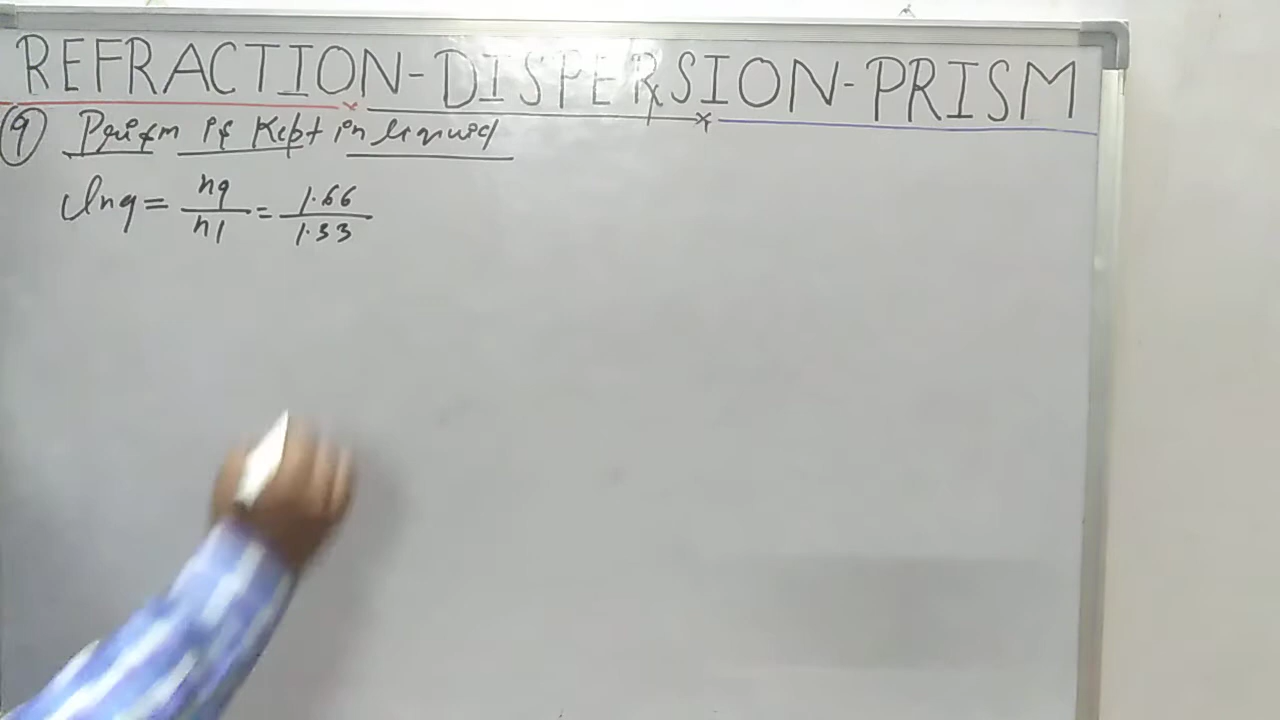 REFRACTION-DISPERSION-PRISM
(9) Prism is Kept in liquid
lng = ng/nl = 1.66/1.33